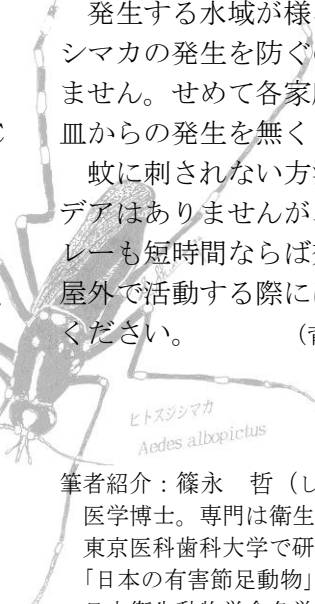 発生する水域が様
シマカの発生を防ぐ
ません。せめて各家
皿からの発生を無く
蚊に刺されない方
デアはありませんが、
レーも短時間ならば
屋外で活動する際に
ください。
ヒトスジシマカ
Aedes albopictus
筆者紹介：篠永 哲（し
医学博士。専門は衛生
東京医科歯科大学で研
「日本の有害節足動物」